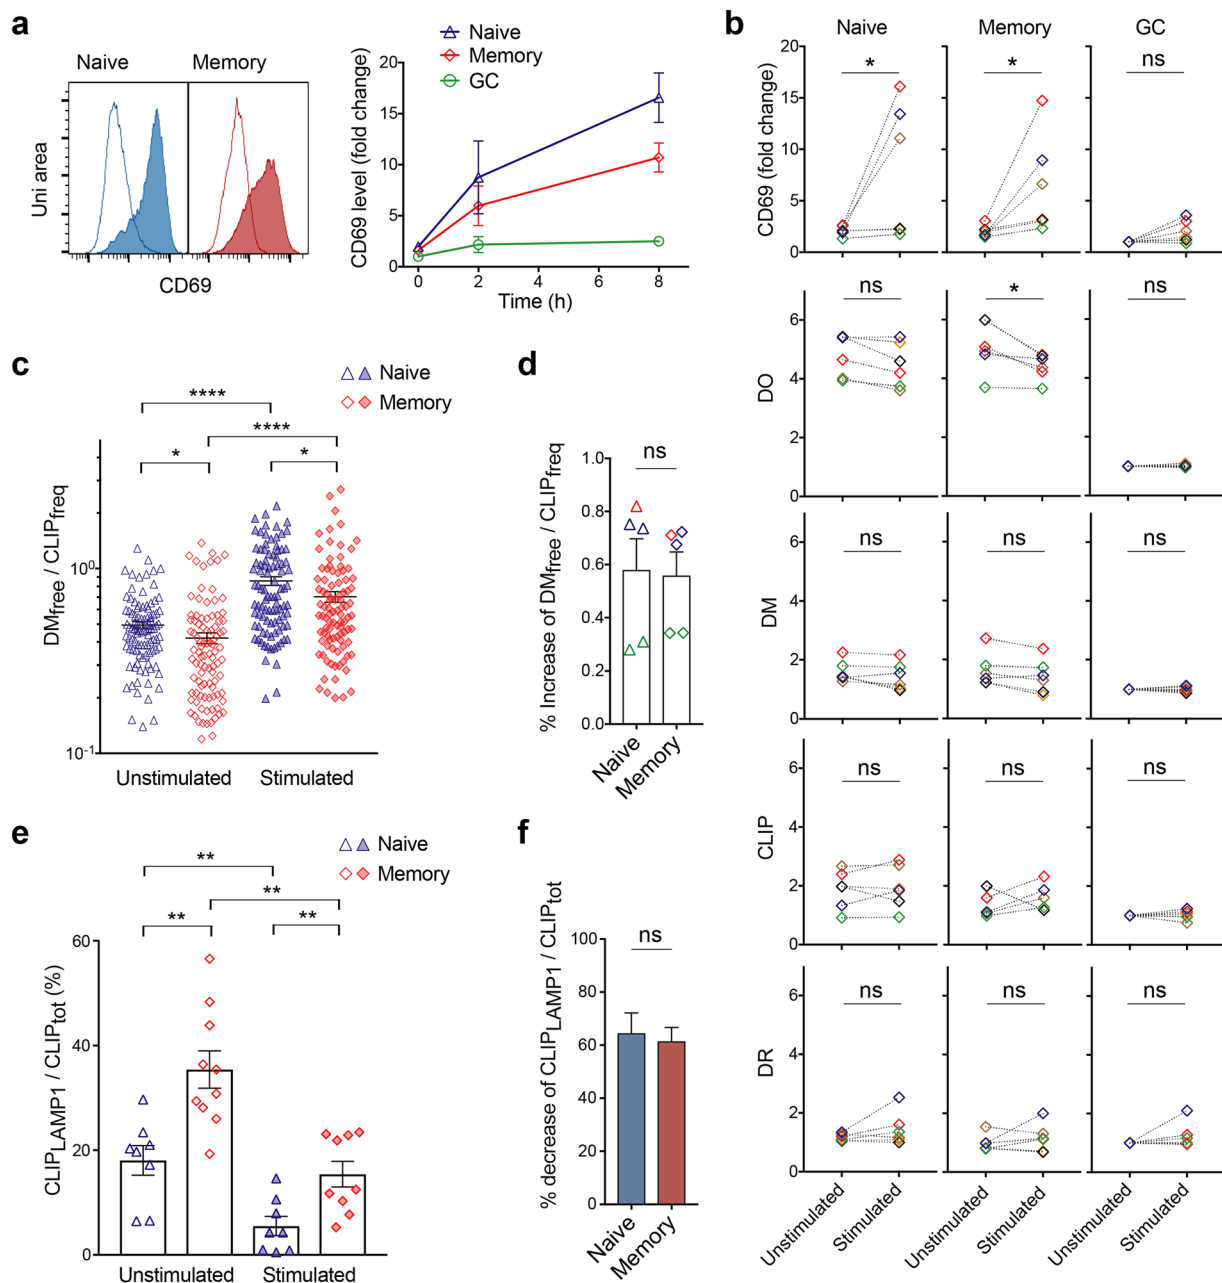 a
Naive
Memory
Uni area
CD69
Naive
Memory
GC
CD69 level (fold change)
20
15
10
5
0
0
2
4
6
8
Time (h)
b
Naive
Memory
GC
CD69 (fold change)
20
15
10
5
0
*
*
ns
DO
6
4
2
0
ns
*
ns
DM
6
4
2
0
ns
ns
ns
CLIP
6
4
2
0
ns
ns
ns
DR
6
4
2
0
ns
ns
ns
Unstimulated
Stimulated
Unstimulated
Stimulated
Unstimulated
Stimulated
c
Naive
Memory
****
****
*
*
DMfree / CLIPfreq
10⁰
10⁻¹
Unstimulated
Stimulated
d
ns
% Increase of DMfree / CLIPfreq
1.0
0.8
0.6
0.4
0.2
0.0
Naive
Memory
e
Naive
Memory
**
**
**
**
CLIPLAMP1 / CLIPtot (%)
60
40
20
0
Unstimulated
Stimulated
f
ns
% decrease of CLIPLAMP1 / CLIPtot
100
80
60
40
20
0
Naive
Memory